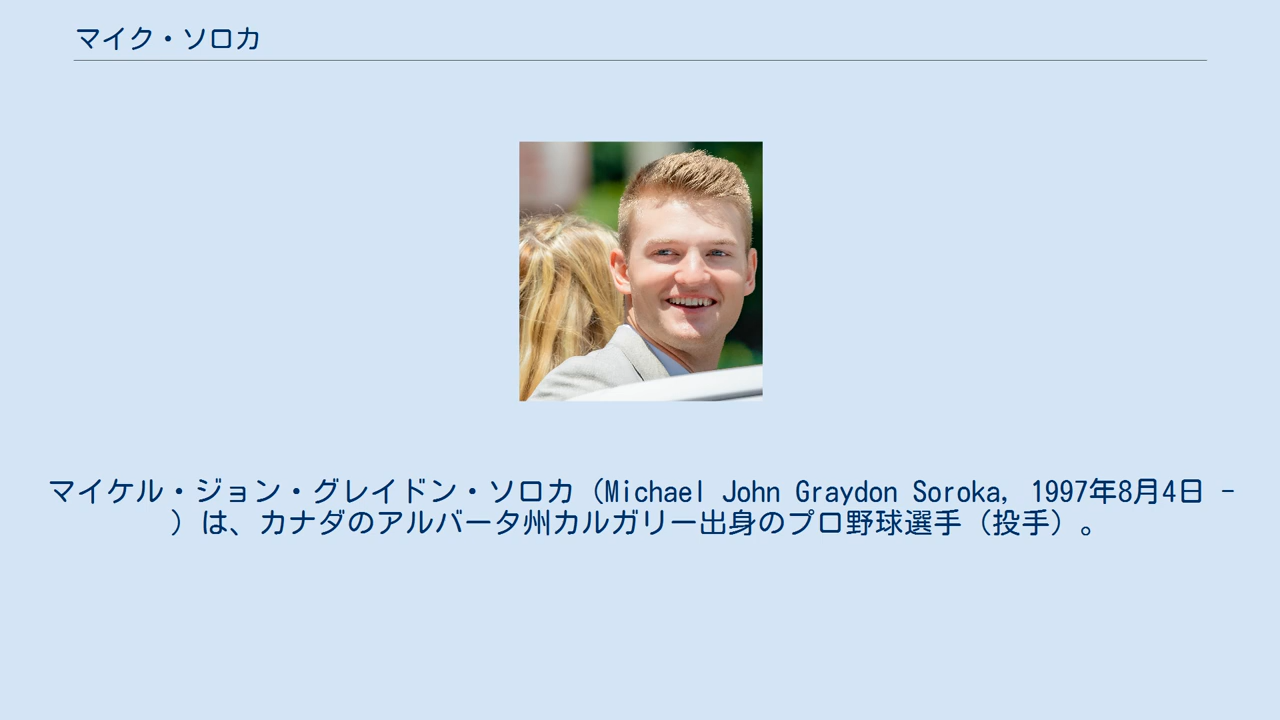 マイク・ソロカ
マイケル・ジョン・グレイドン・ソロカ（Michael John Graydon Soroka, 1997年8月4日 -
）は、カナダのアルバータ州カルガリー出身のプロ野球選手（投手）。